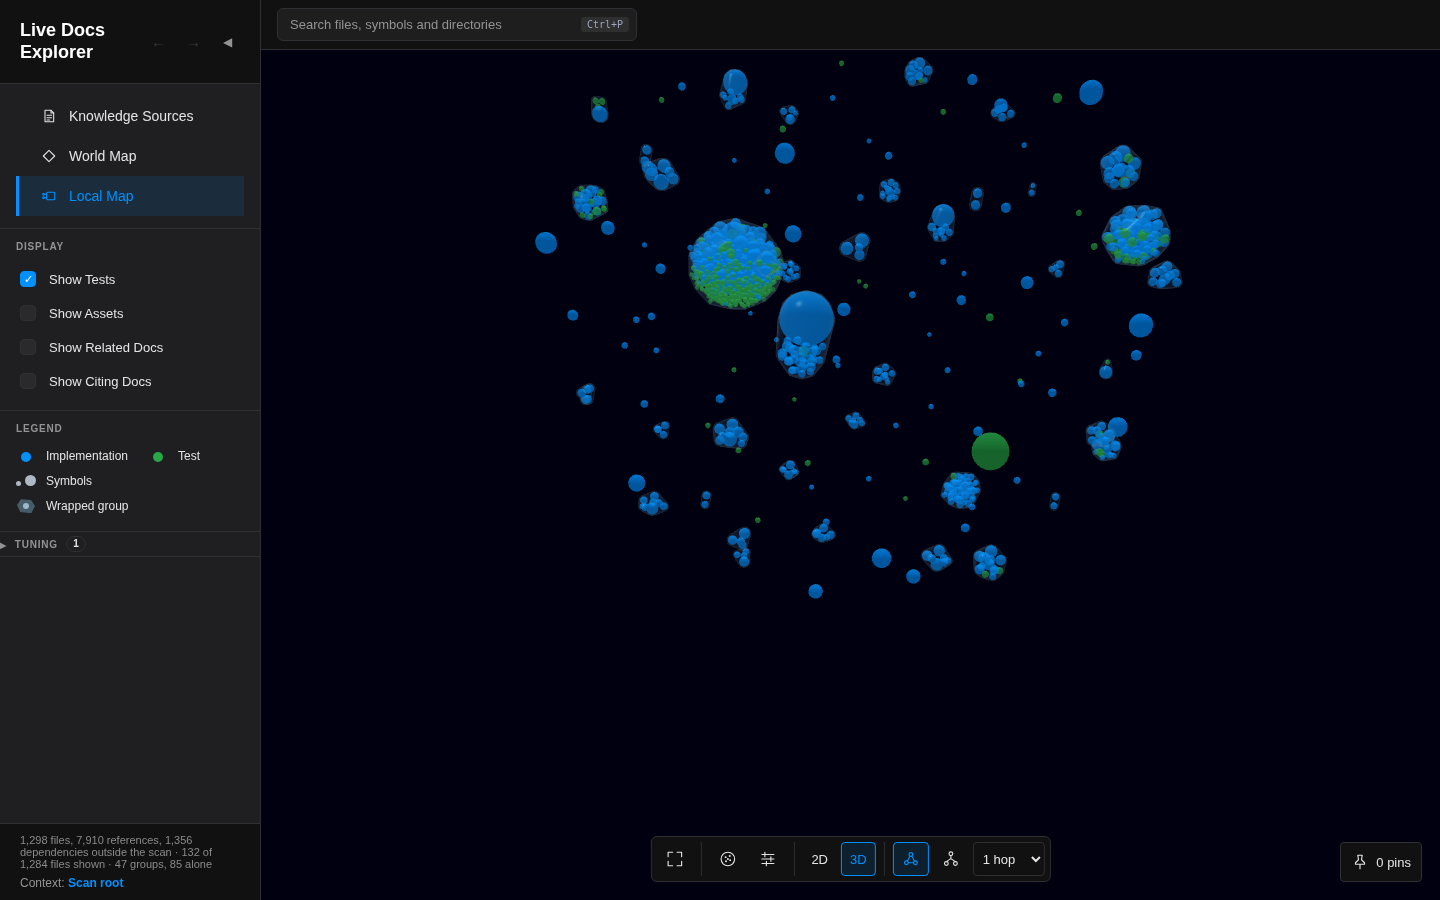 Live Docs
Explorer
Search files, symbols and directories
Ctrl+P
Knowledge Sources
World Map
Local Map
DISPLAY
Show Tests
Show Assets
Show Related Docs
Show Citing Docs
LEGEND
Implementation
Test
Symbols
Wrapped group
TUNING 1
1,298 files, 7,910 references, 1,356
dependencies outside the scan · 132 of
1,284 files shown · 47 groups, 85 alone
Context: Scan root
2D
3D
1 hop
0 pins